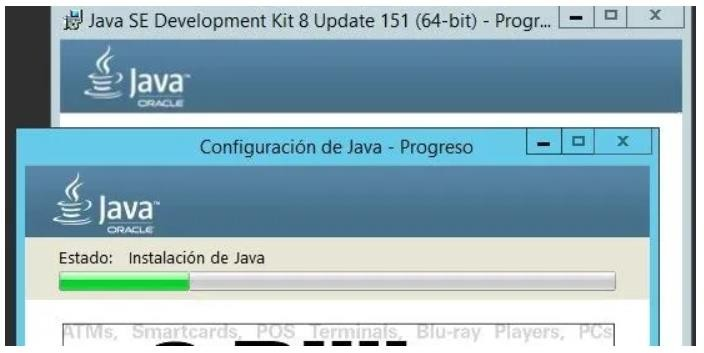 Java SE Development Kit 8 Update 151 (64-bit) - Progr...
Java
ORACLE
Configuración de Java - Progreso
Java
ORACLE
Estado: Instalación de Java
ATMs, Smartcards, POS Terminals, Blu-ray Players, PCs